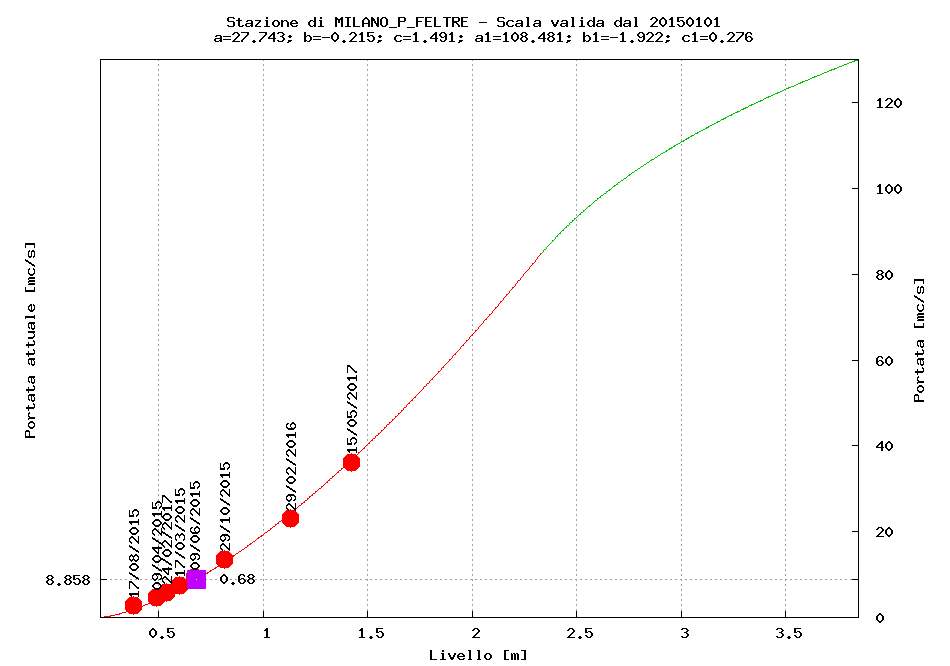 Stazione di MILANO_P_FELTRE - Scala valida dal 20150101
a=27.743; b=-0.215; c=1.491; a1=108.481; b1=-1.922; c1=0.276
Portata attuale [mc/s]
8.858
17/08/2015
09/04/2015
24/02/2017
17/03/2015
09/06/2015
29/10/2015
29/02/2016
15/05/2017
0.68
120
100
80
60
40
20
0
Portata [mc/s]
0.5 1 1.5 2 2.5 3 3.5
Livello [m]